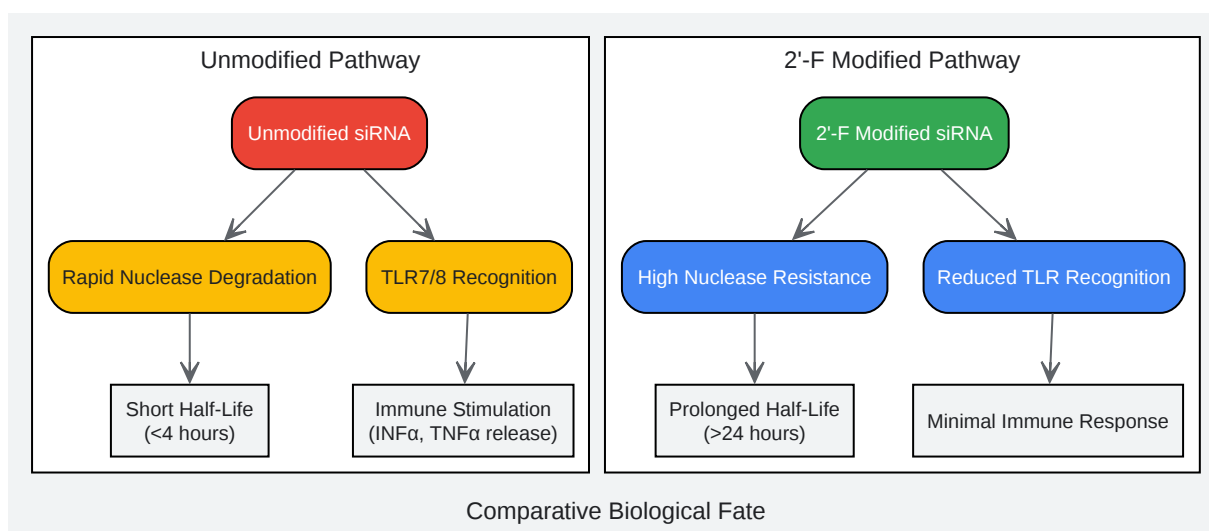 Unmodified Pathway
Unmodified siRNA
Rapid Nuclease Degradation
TLR7/8 Recognition
Short Half-Life
(<4 hours)
Immune Stimulation
(INFα, TNFα release)
2'-F Modified Pathway
2'-F Modified siRNA
High Nuclease Resistance
Reduced TLR Recognition
Prolonged Half-Life
(>24 hours)
Minimal Immune Response
Comparative Biological Fate